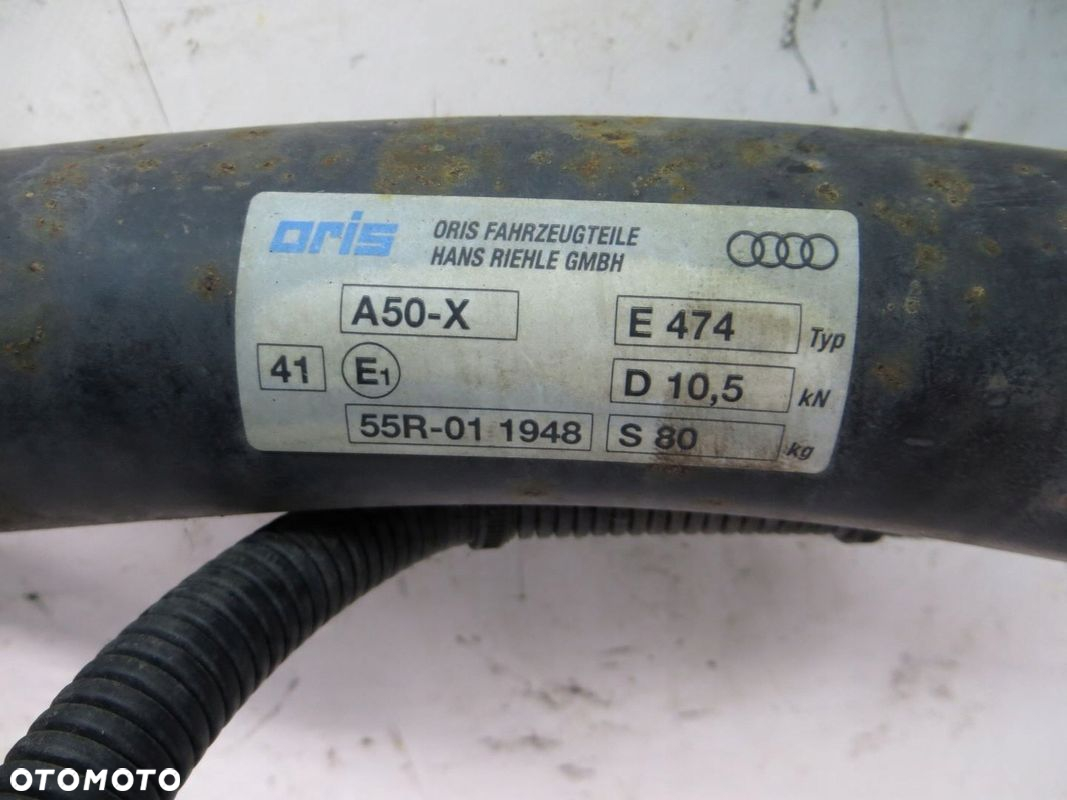 oris
ORIS FAHRZEUGTEILE
HANS RIEHLE GMBH
A50-X
E 474 Typ
41 E1
D 10,5 kN
55R-01 1948
S 80 kg
OTOMOTO